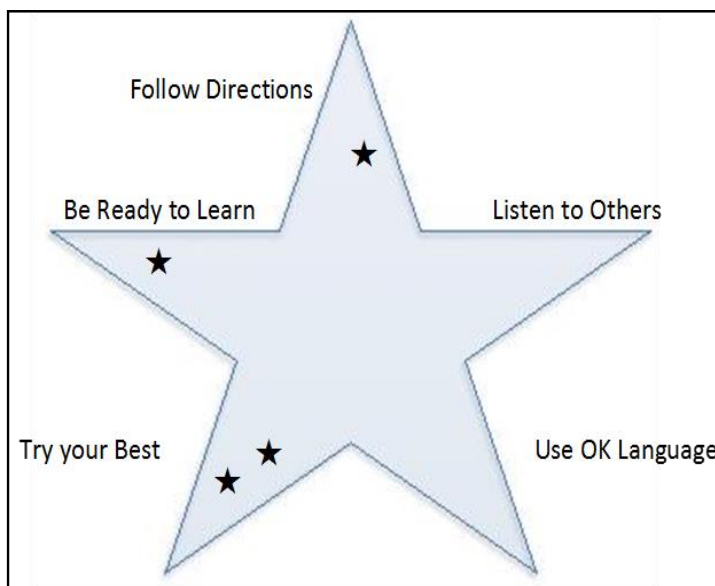 Follow Directions
Be Ready to Learn
Listen to Others
Try your Best
Use OK Language